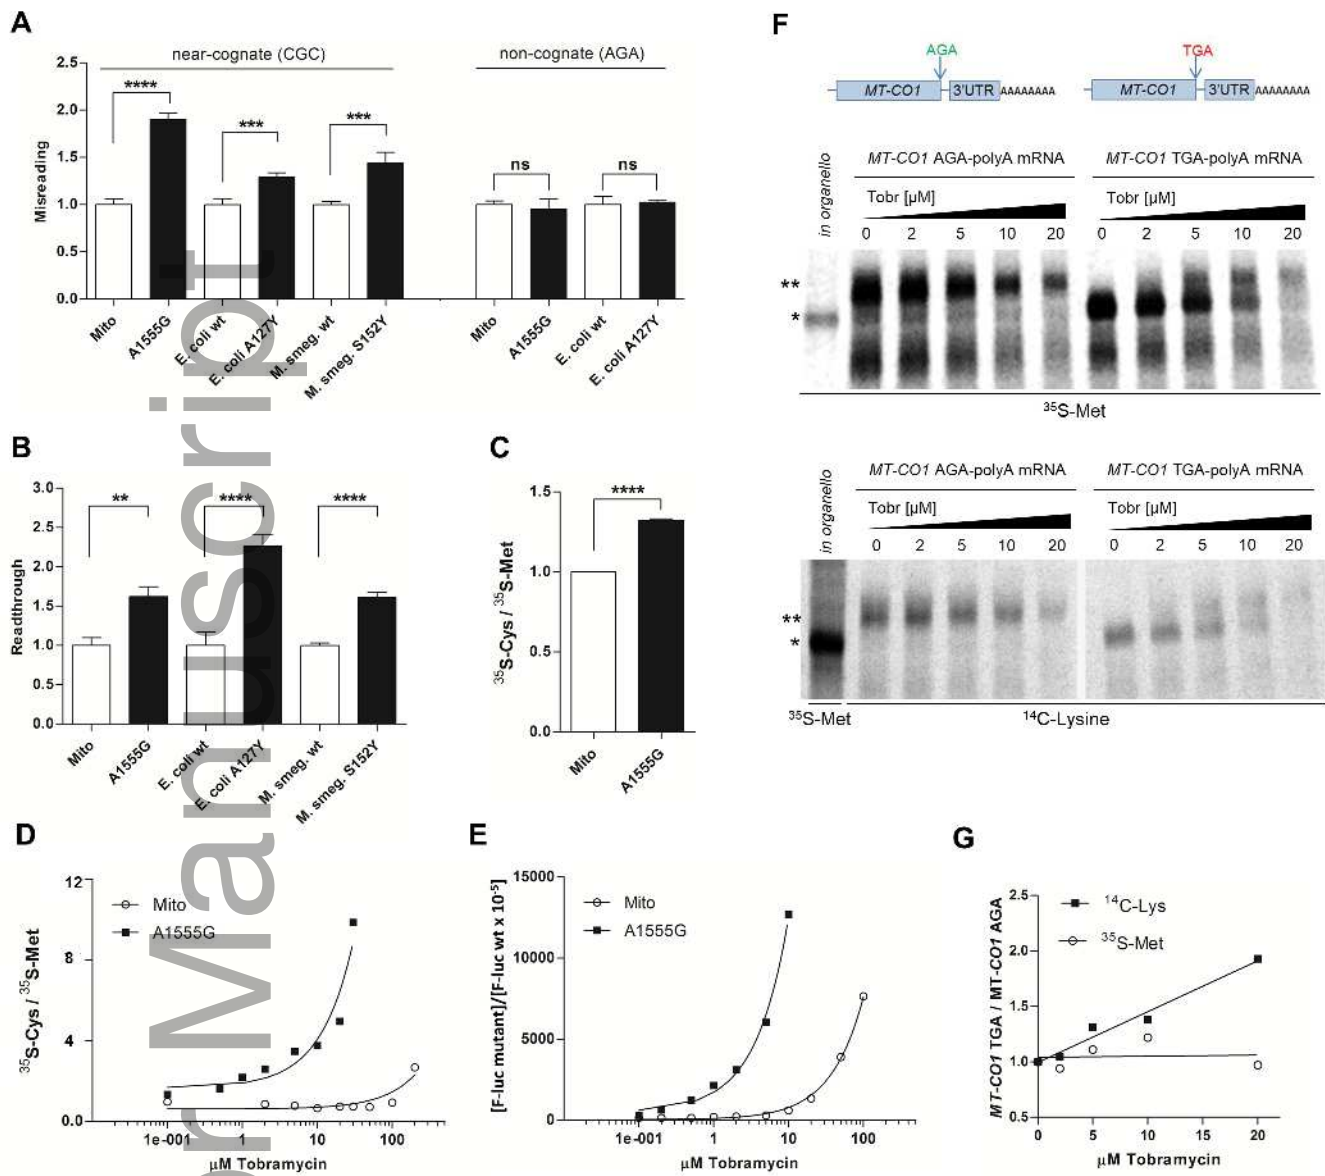 A
near-cognate (CGC)
non-cognate (AGA)
Misreading
2.5
2.0
1.5
1.0
0.5
0.0
****
***
***
ns
ns
Mito
A1555G
E. coli wt
E. coli A127Y
M. smeg. wt
M. smeg. S152Y
Mito
A1555G
E. coli wt
E. coli A127Y
B
Readthrough
3.0
2.5
2.0
1.5
1.0
0.5
0.0
**
****
****
Mito
A1555G
E. coli wt
E. coli A127Y
M. smeg. wt
M. smeg. S152Y
C
35S-Cys / 35S-Met
1.5
1.0
0.5
0.0
****
Mito
A1555G
D
35S-Cys / 35S-Met
12
8
4
0.0
Mito
A1555G
1e-001
1
10
100
µM Tobramycin
E
[F-luc mutant]/[F-luc wt x 10-5]
15000
10000
5000
0
Mito
A1555G
1e-001
1
10
100
µM Tobramycin
F
AGA
MT-CO1
3'UTR
AAAAAAAA
TGA
MT-CO1
3'UTR
AAAAAAAA
in organello
MT-CO1 AGA-polyA mRNA
MT-CO1 TGA-polyA mRNA
Tobr [µM]
Tobr [µM]
0 2 5 10 20
0 2 5 10 20
**
*
35S-Met
in organello
MT-CO1 AGA-polyA mRNA
MT-CO1 TGA-polyA mRNA
Tobr [µM]
Tobr [µM]
0 2 5 10 20
0 2 5 10 20
**
*
35S-Met
14C-Lysine
G
MT-CO1 TGA / MT-CO1 AGA
2.5
2.0
1.5
1.0
0.5
14C-Lys
35S-Met
0
5
10
15
20
µM Tobramycin
r Manuscript